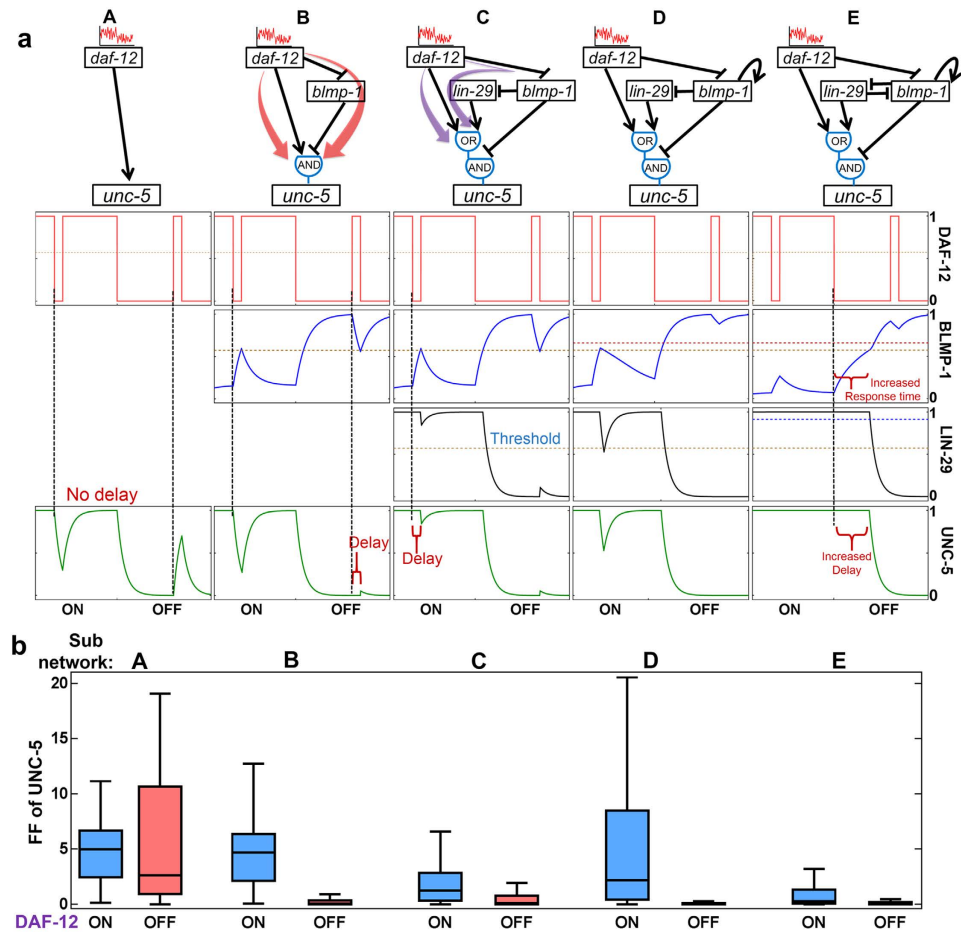 a
A
B
C
D
E
daf-12
unc-5
daf-12
blmp-1
AND
unc-5
daf-12
lin-29
blmp-1
OR
AND
unc-5
daf-12
lin-29
blmp-1
OR
AND
unc-5
daf-12
lin-29
blmp-1
OR
AND
unc-5
1
0
DAF-12
1
0
BLMP-1
Increased
Response time
1
0
LIN-29
Threshold
1
0
UNC-5
No delay
Delay
Delay
Increased
Delay
ON OFF
ON OFF
ON OFF
ON OFF
ON OFF
b
Sub
network:
A B C D E
FF of UNC-5
20
15
10
5
0
DAF-12 ON OFF ON OFF ON OFF ON OFF ON OFF